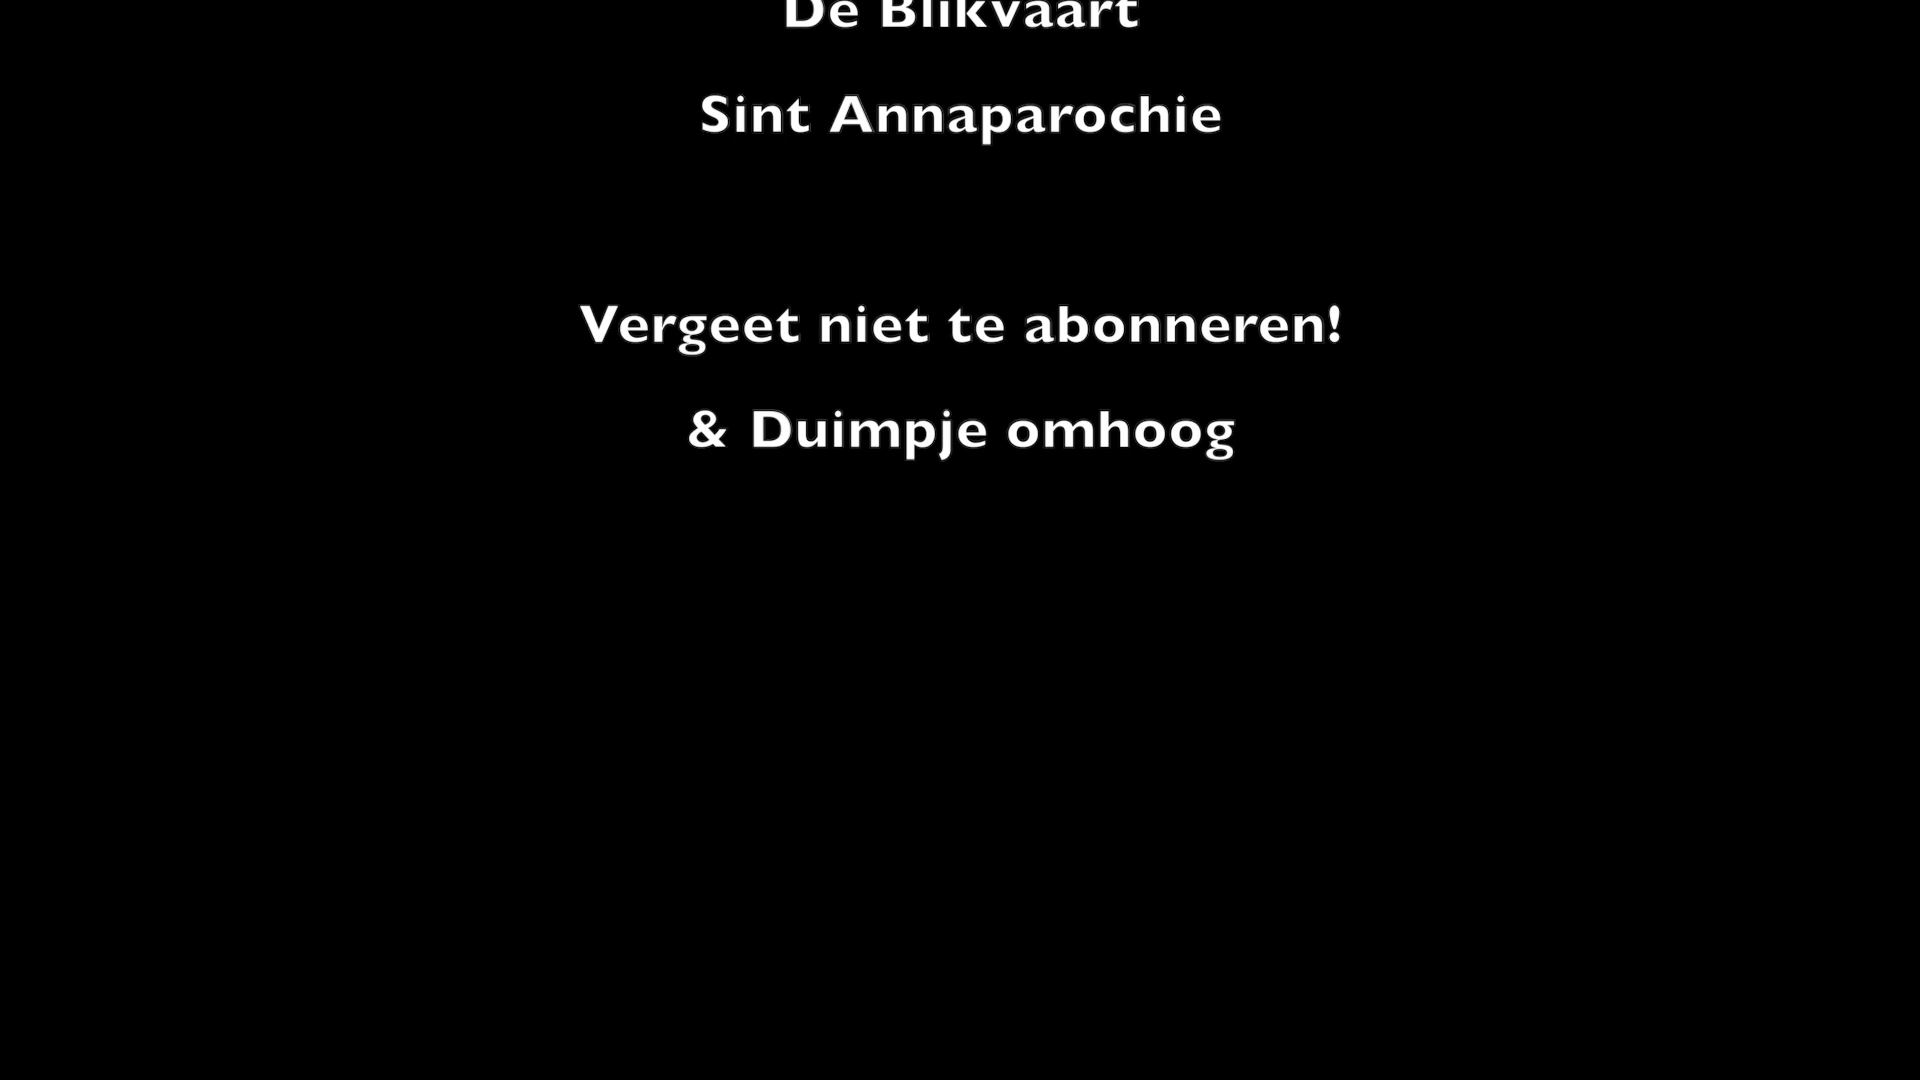 De Blikvaart
Sint Annaparochie
Vergeet niet te abonneren!
& Duimpje omhoog